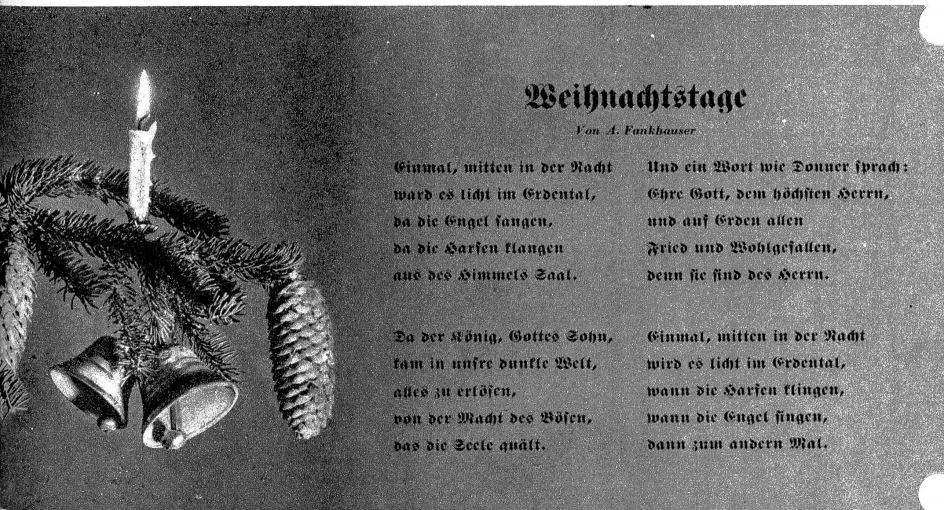 Weihnachtstage
Von A. Fankhauser
Einmal, mitten in der Nacht
ward es licht im Erdental,
da die Engel sangen,
da die Harfen klangen
aus des Himmels Saal.
Da der König, Gottes Sohn,
kam in unsre dunkle Welt,
alles zu erlösen,
von der Macht des Bösen,
das die Seele quält.
Und ein Wort wie Donner sprach:
Ehre Gott, dem höchsten Herrn,
und auf Erden allen
Fried und Wohlgefallen,
denn sie sind des Herrn.
Einmal, mitten in der Nacht
wird es licht im Erdental,
wann die Harfen klingen,
wann die Engel singen,
dann zum andern Mal.